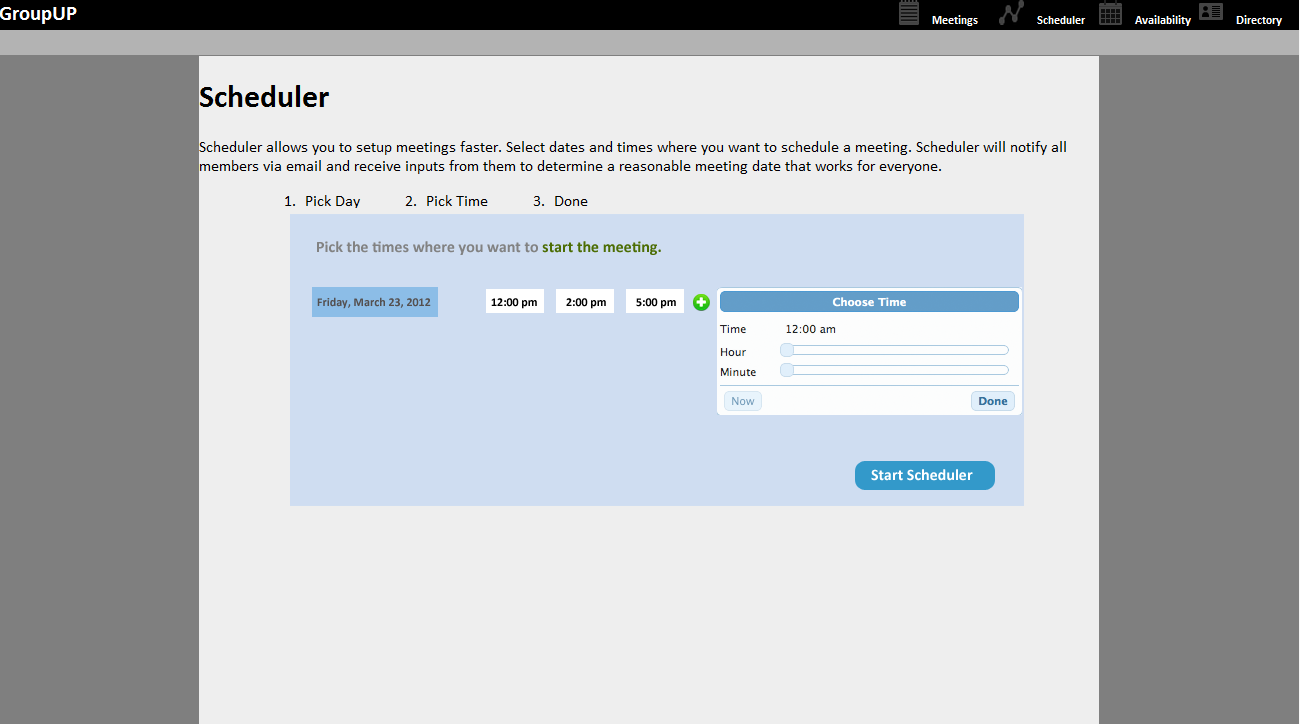 GroupUP
Meetings
Scheduler
Availability
Directory
Scheduler
Scheduler allows you to setup meetings faster. Select dates and times where you want to schedule a meeting. Scheduler will notify all
members via email and receive inputs from them to determine a reasonable meeting date that works for everyone.
1. Pick Day 2. Pick Time 3. Done
Pick the times where you want to start the meeting.
Friday, March 23, 2012 12:00 pm 2:00 pm 5:00 pm
Choose Time
Time 12:00 am
Hour
Minute
Now Done
Start Scheduler